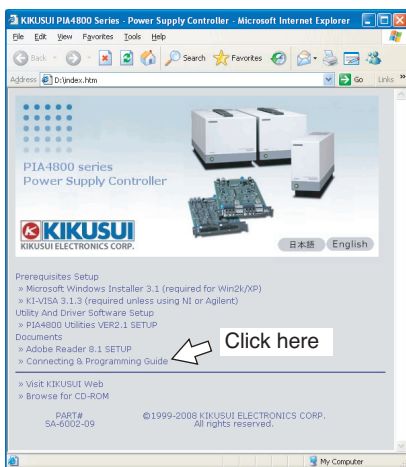 KIKUSUI PIA4800 Series - Power Supply Controller - Microsoft Internet Explorer
File Edit View Favorites Tools Help
Back Search Favorites
Address D:\index.htm Go Links »
PIA4800 series
Power Supply Controller
KIKUSUI
KIKUSUI ELECTRONICS CORP.
日本語 English
Prerequisites Setup
» Microsoft Windows Installer 3.1 (required for Win2k/XP)
» KI-VISA 3.1.3 (required unless using NI or Agilent)
Utility And Driver Software Setup
» PIA4800 Utilities VER2.1 SETUP
Documents
» Adobe Reader 8.1 SETUP
» Connecting & Programming Guide
Click here
» Visit KIKUSUI Web
» Browse for CD-ROM
PART# ©1999-2008 KIKUSUI ELECTRONICS CORP.
SA-6002-09 All rights reserved.
My Computer